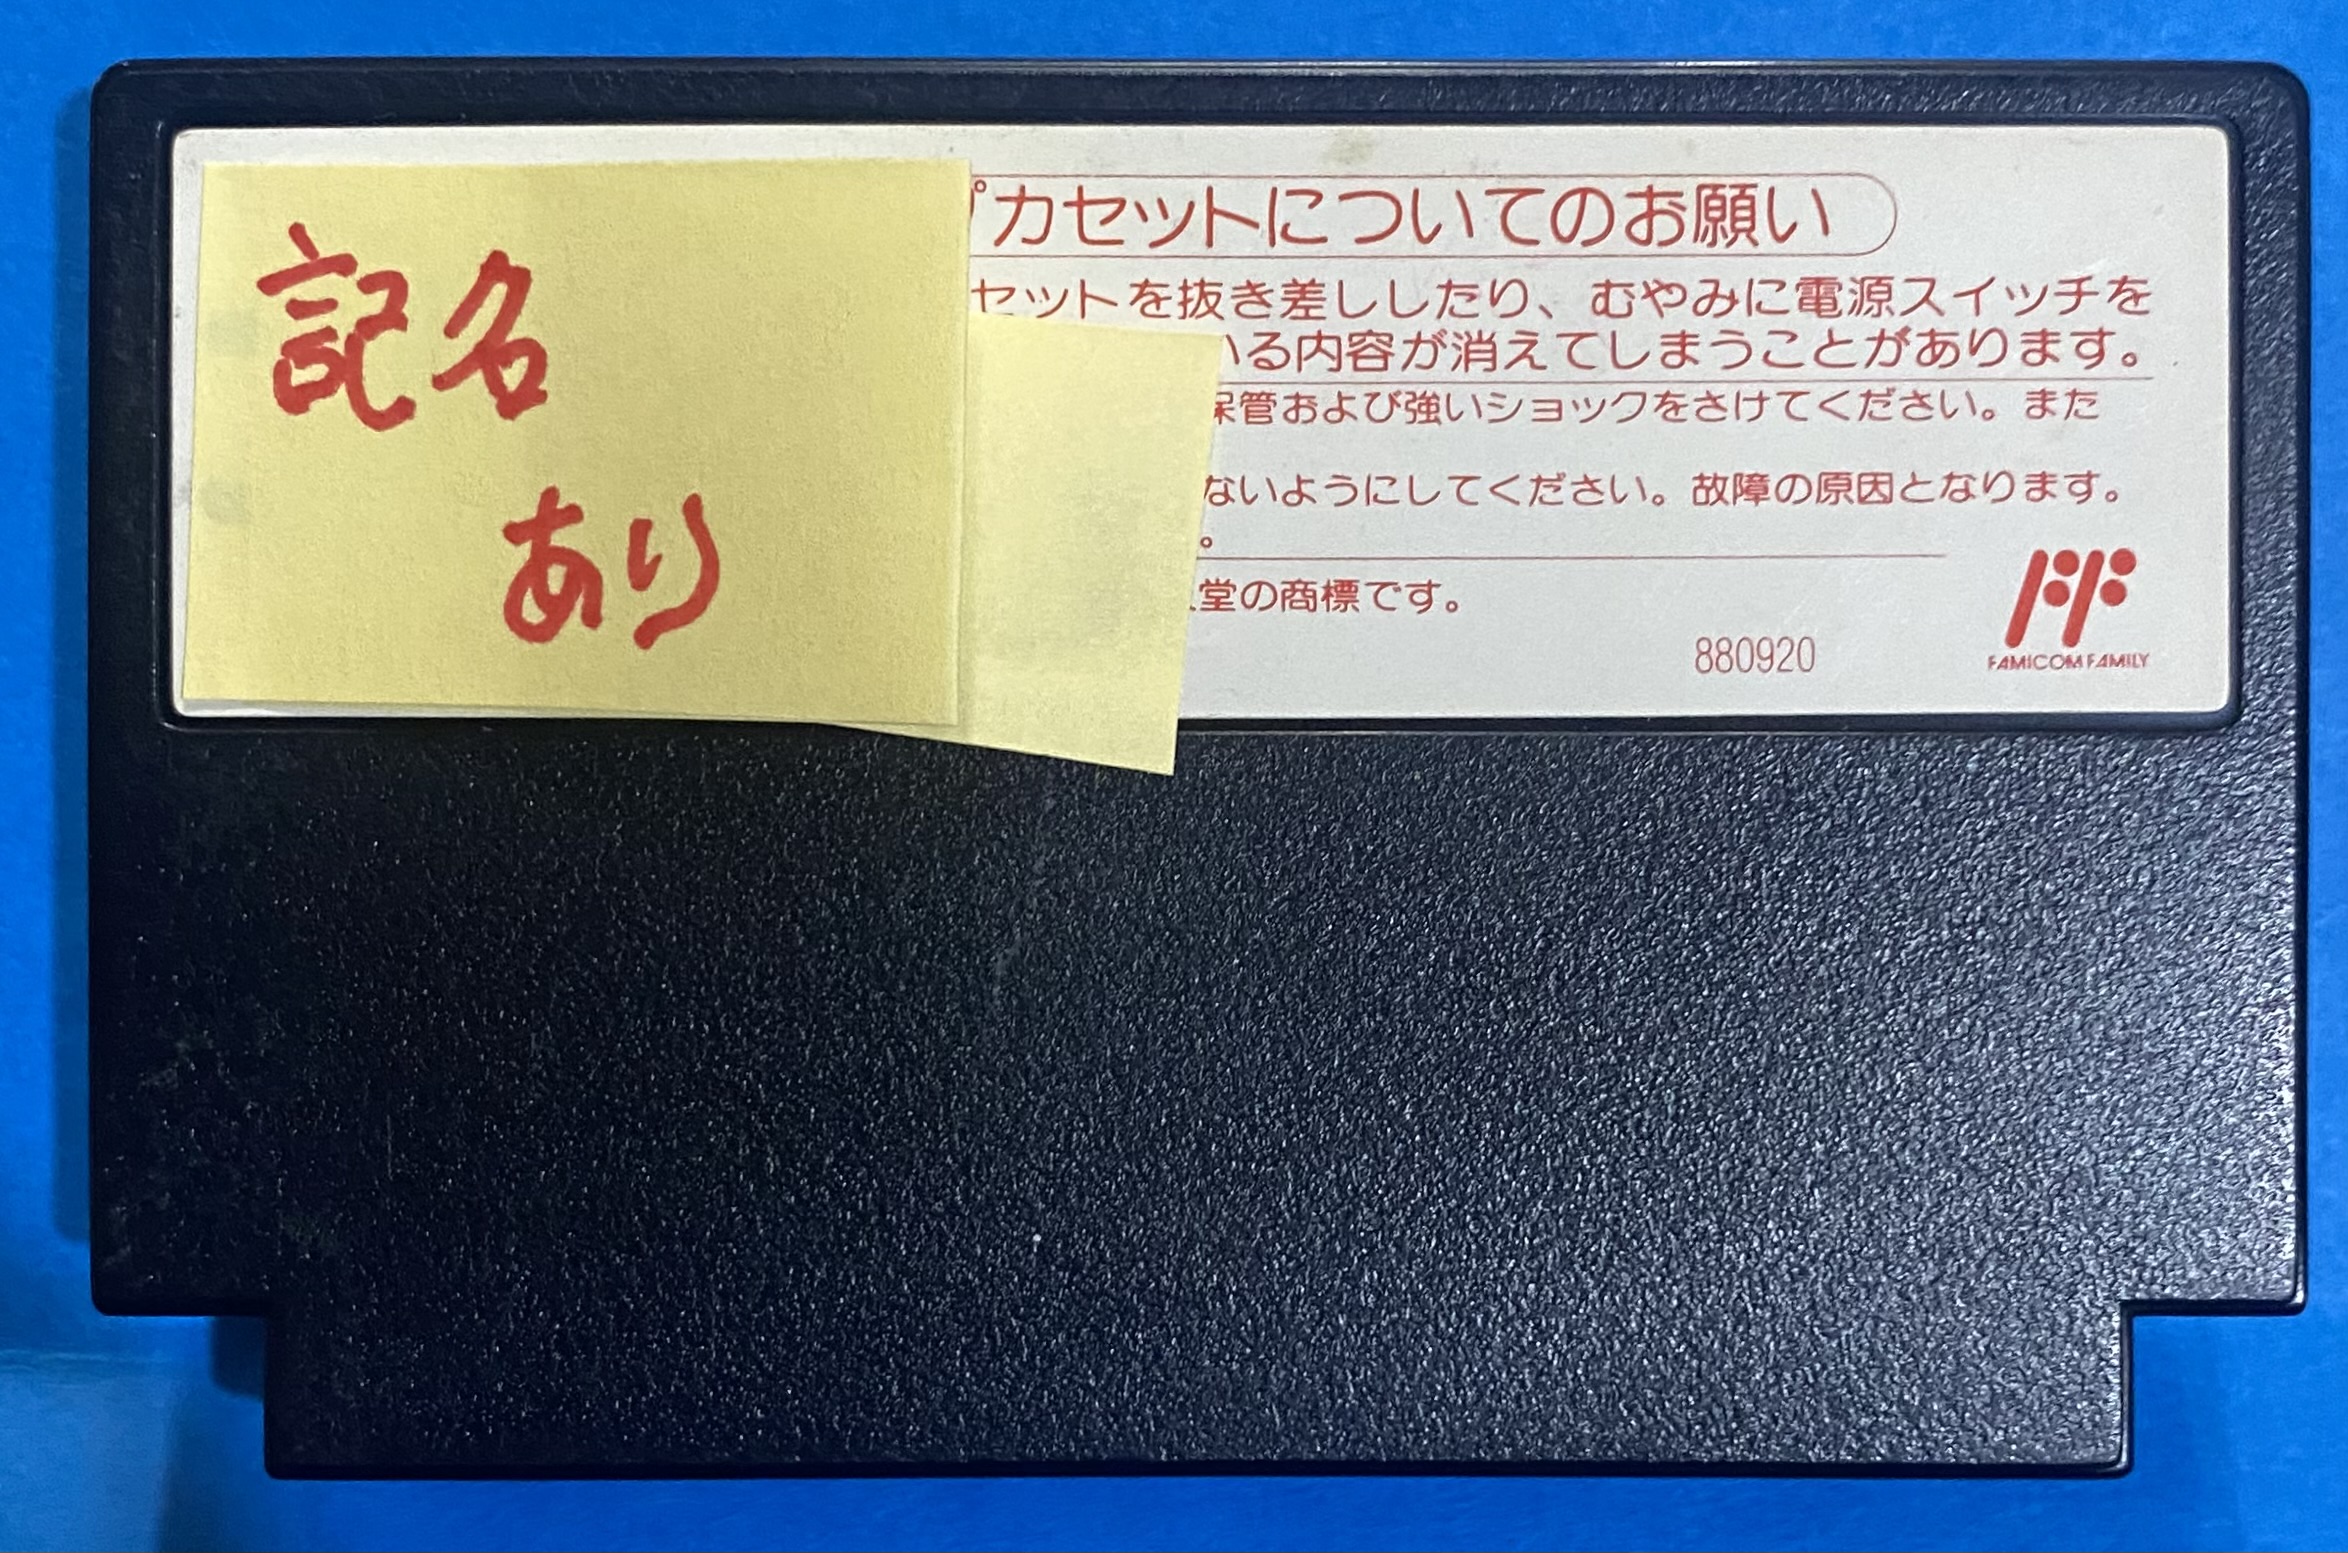 記名
あり
プカセットについてのお願い
セットを抜き差ししたり、むやみに電源スイッチを
いる内容が消えてしまうことがあります。
保管および強いショックをさけてください。また
ないようにしてください。故障の原因となります。
。
堂の商標です。
880920
FAMICOM FAMILY